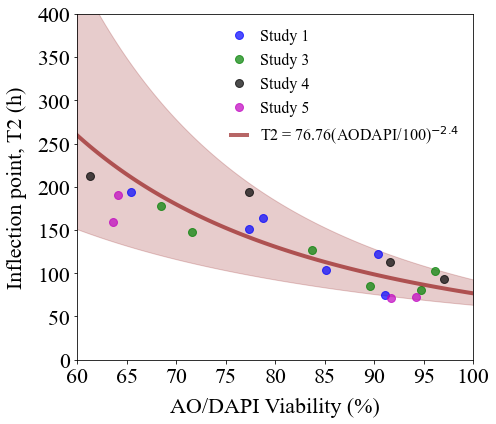 Inflection point, T2 (h)
400
350
300
250
200
150
100
50
0
Study 1
Study 3
Study 4
Study 5
T2 = 76.76(AODAPI/100)^−2.4
60 65 70 75 80 85 90 95 100
AO/DAPI Viability (%)